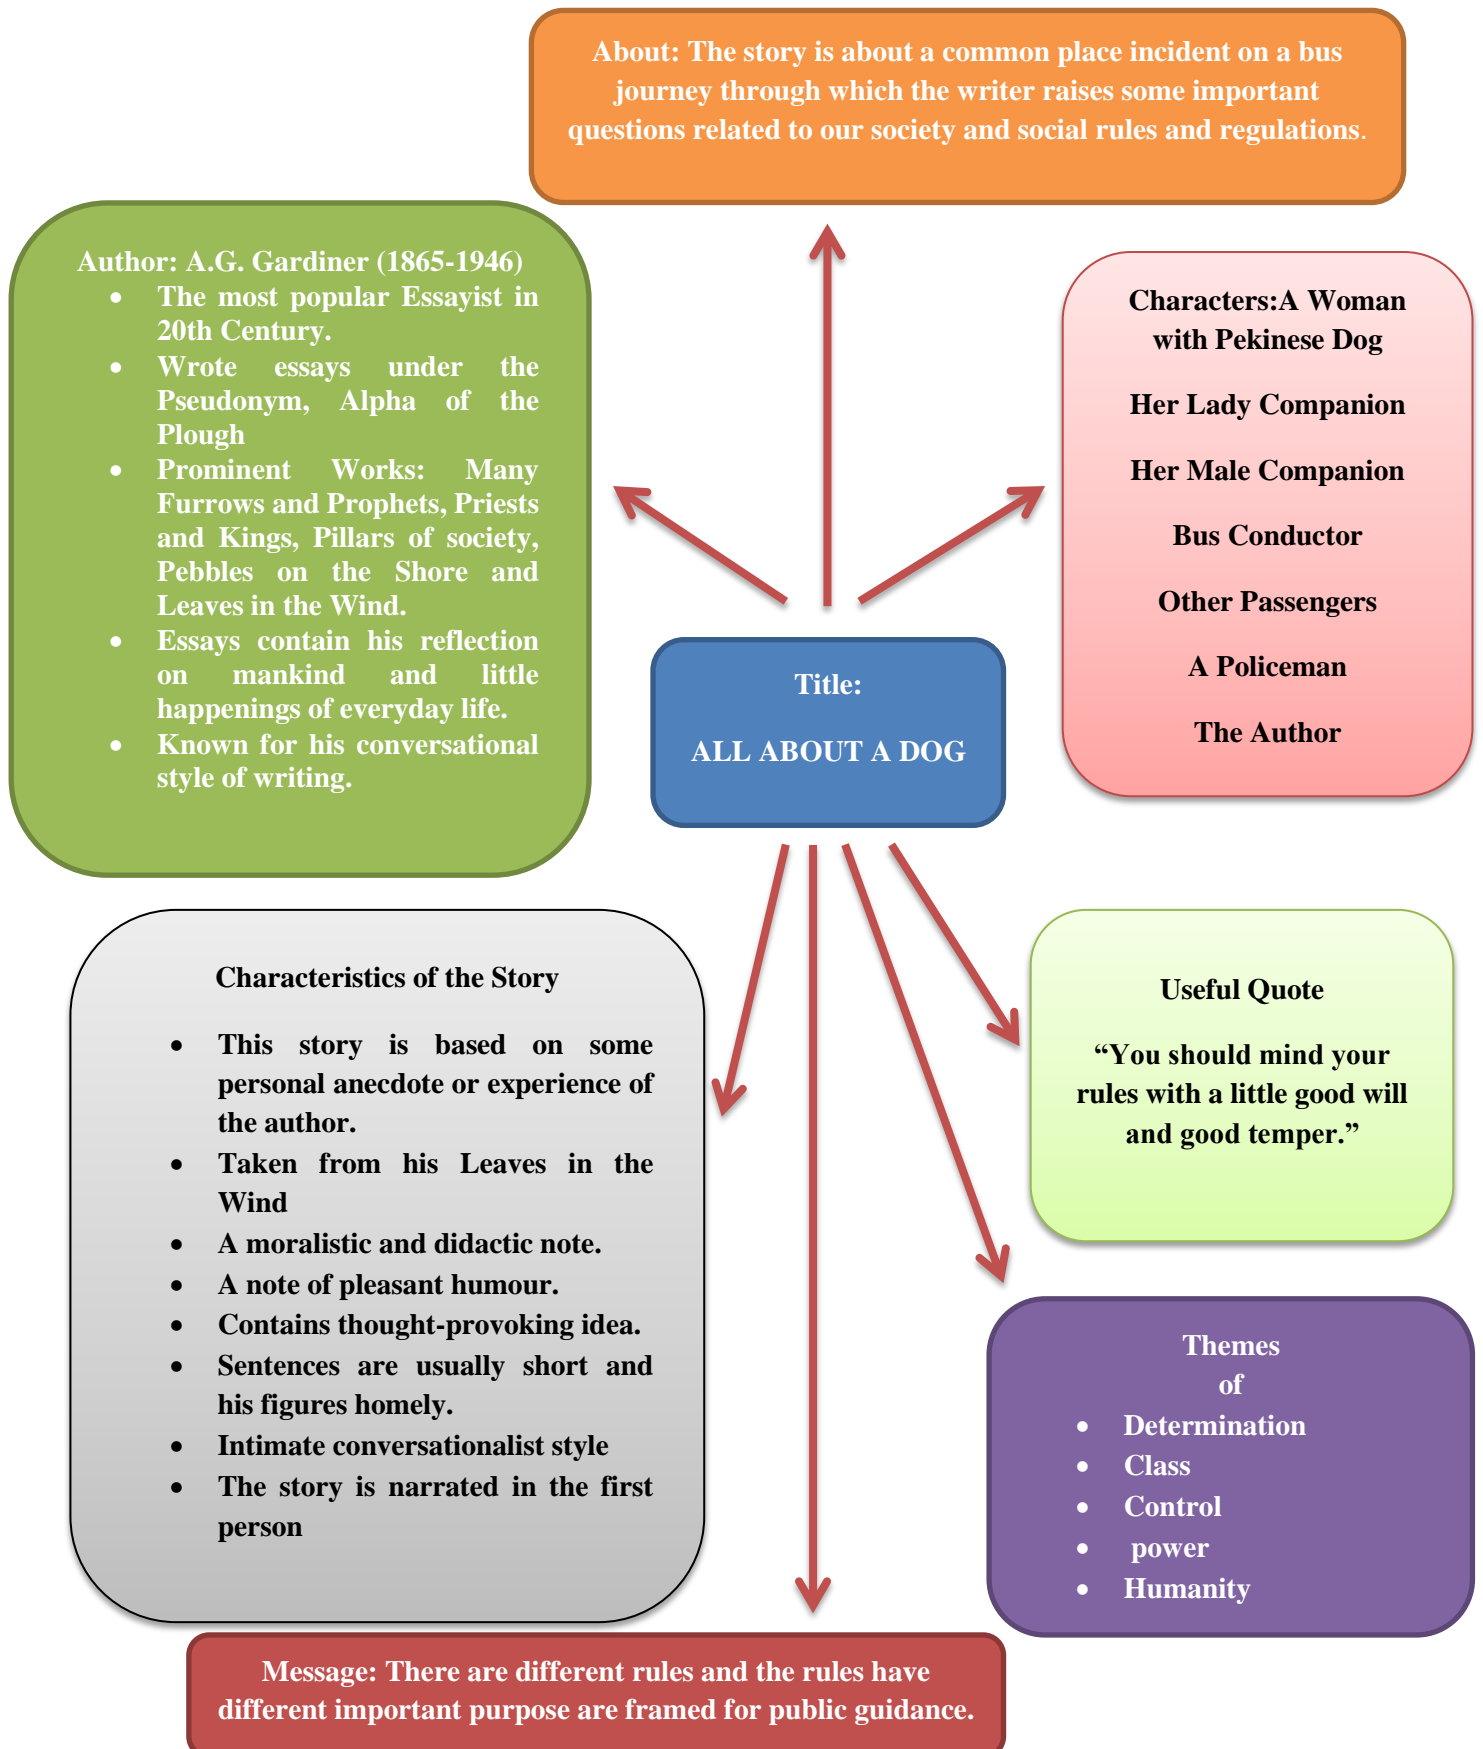 About: The story is about a common place incident on a bus
journey through which the writer raises some important
questions related to our society and social rules and regulations.
Author: A.G. Gardiner (1865-1946)
• The most popular Essayist in
20th Century.
• Wrote essays under the
Pseudonym, Alpha of the
Plough
• Prominent Works: Many
Furrows and Prophets, Priests
and Kings, Pillars of society,
Pebbles on the Shore and
Leaves in the Wind.
• Essays contain his reflection
on mankind and little
happenings of everyday life.
• Known for his conversational
style of writing.
Characters:A Woman
with Pekinese Dog
Her Lady Companion
Her Male Companion
Bus Conductor
Other Passengers
A Policeman
The Author
Title:
ALL ABOUT A DOG
Characteristics of the Story
• This story is based on some
personal anecdote or experience of
the author.
• Taken from his Leaves in the
Wind
• A moralistic and didactic note.
• A note of pleasant humour.
• Contains thought-provoking idea.
• Sentences are usually short and
his figures homely.
• Intimate conversationalist style
• The story is narrated in the first
person
Useful Quote
“You should mind your
rules with a little good will
and good temper.”
Themes
of
• Determination
• Class
• Control
• power
• Humanity
Message: There are different rules and the rules have
different important purpose are framed for public guidance.